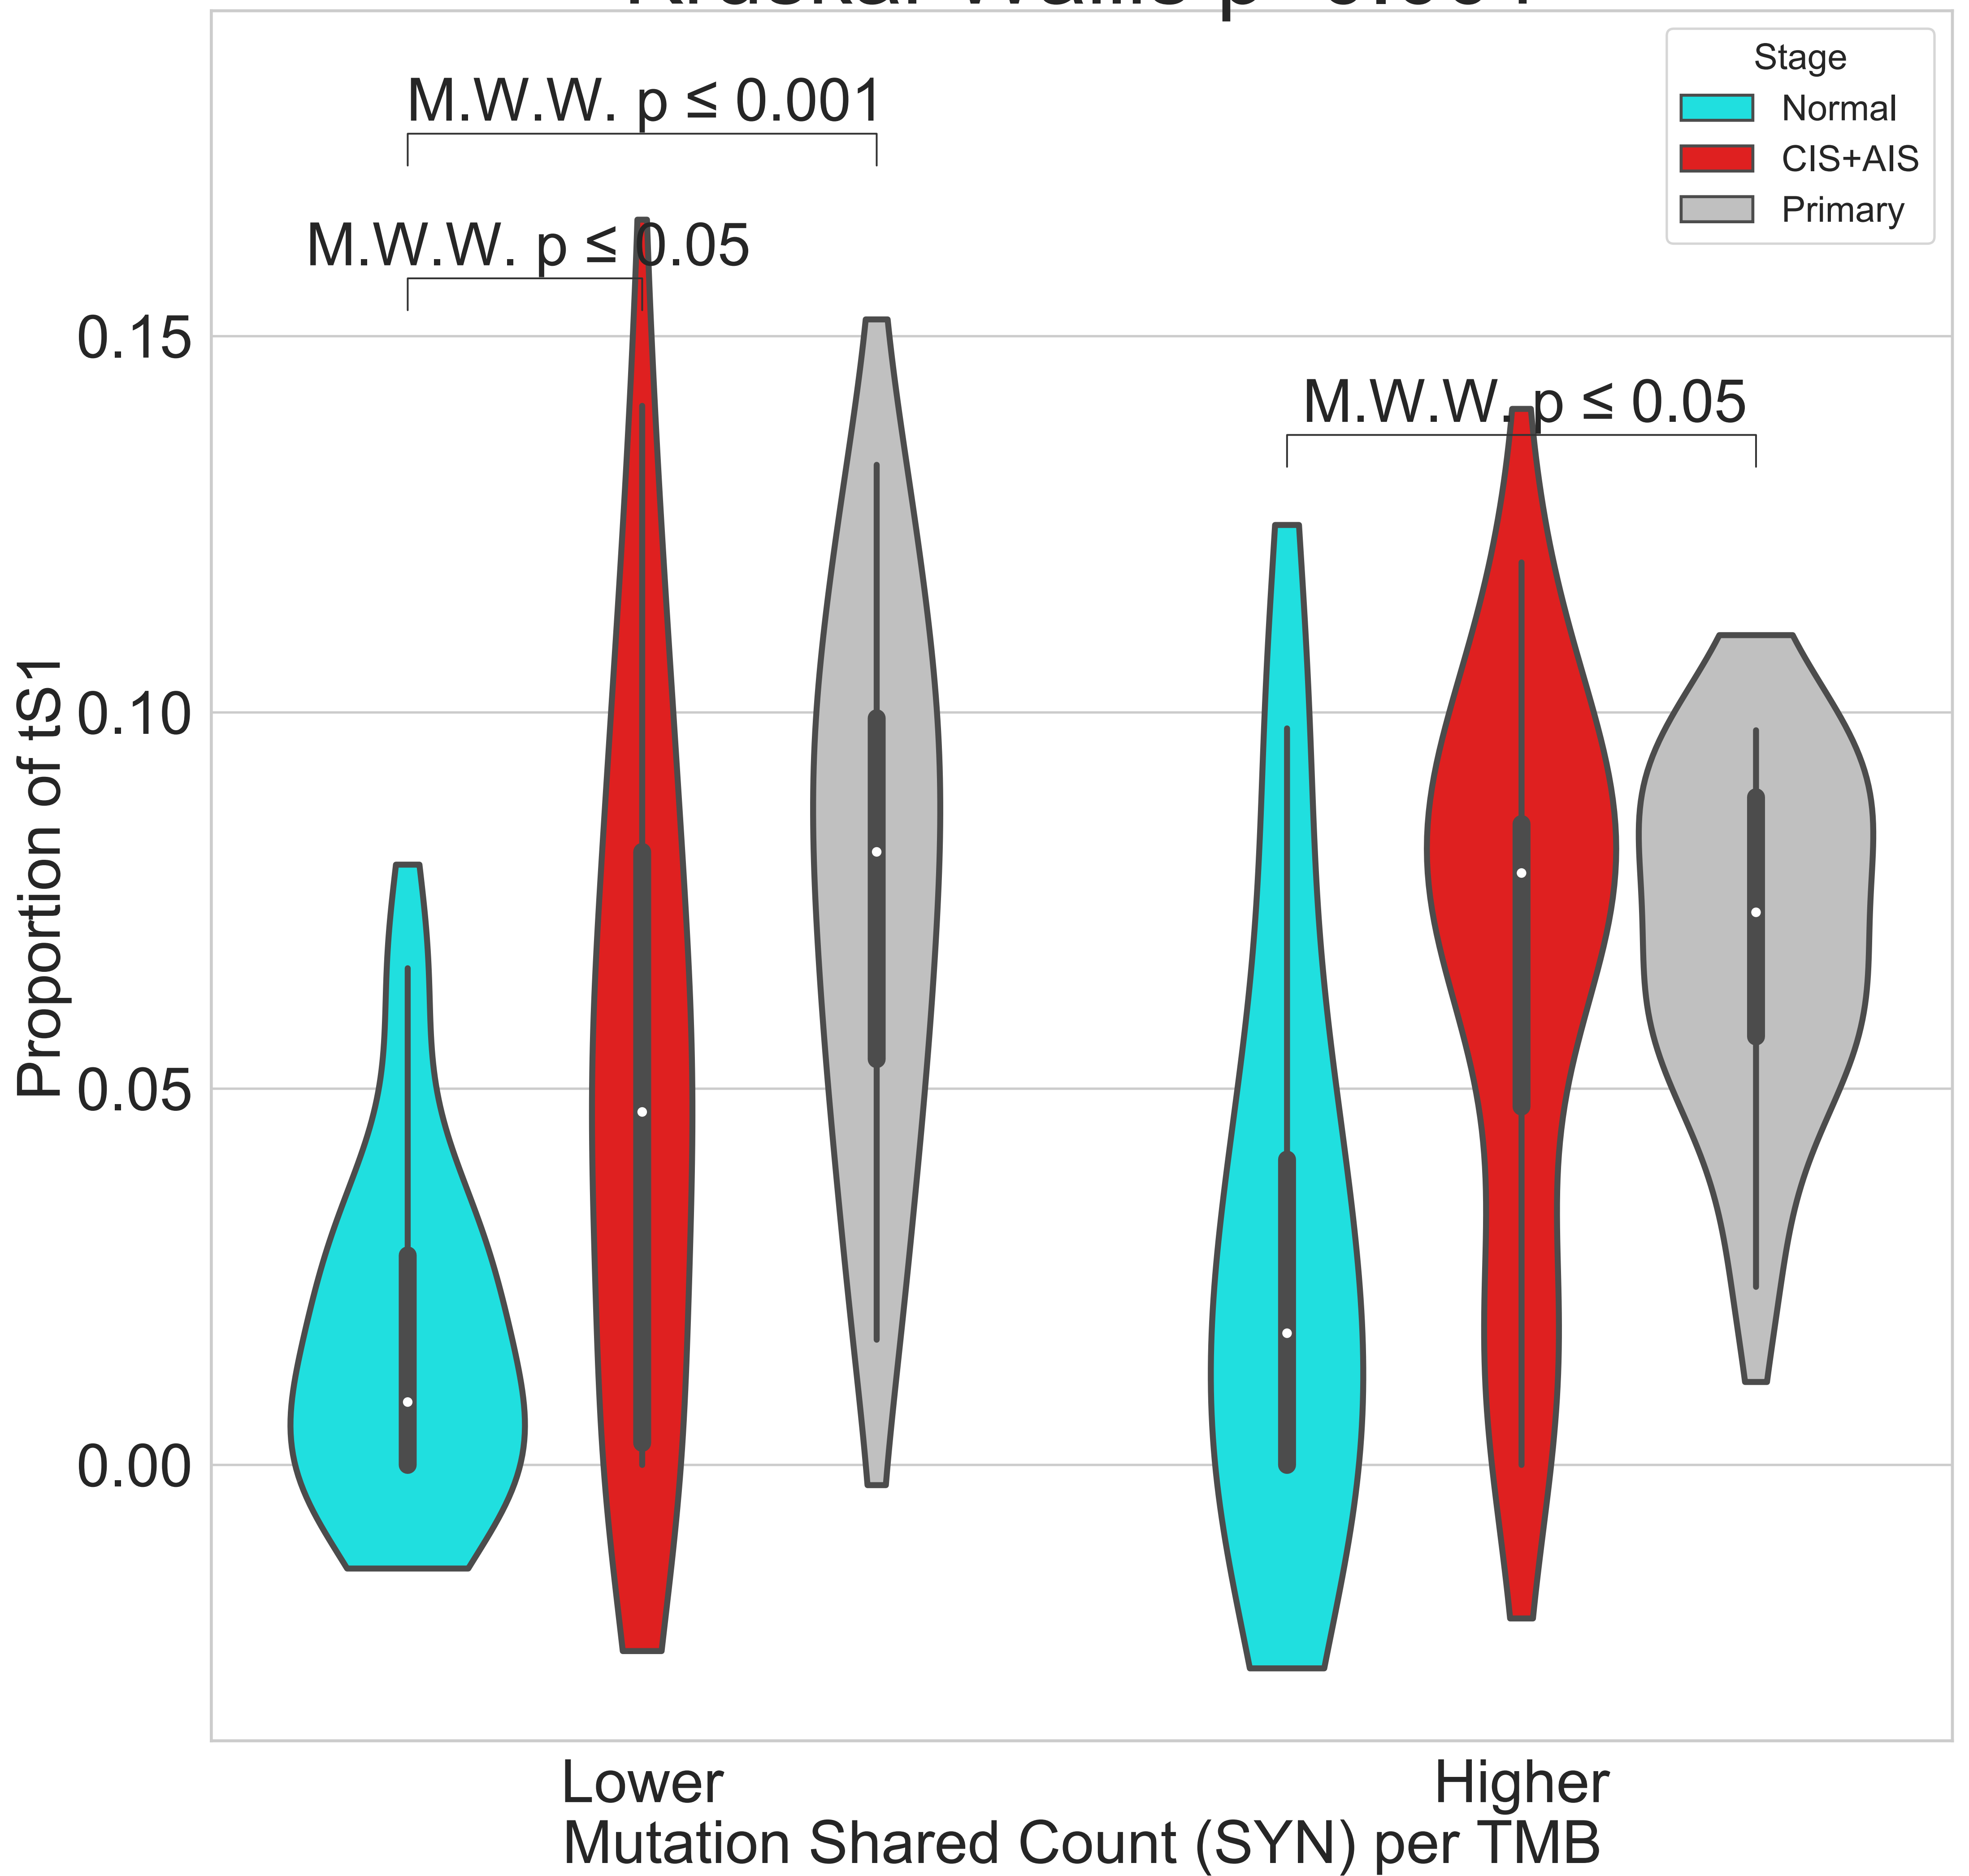 Stage
Normal
CIS+AIS
Primary
M.W.W. p ≤ 0.001
M.W.W. p ≤ 0.05
M.W.W. p ≤ 0.05
0.15
0.10
0.05
0.00
Proportion of tS1
Lower
Higher
Mutation Shared Count (SYN) per TMB